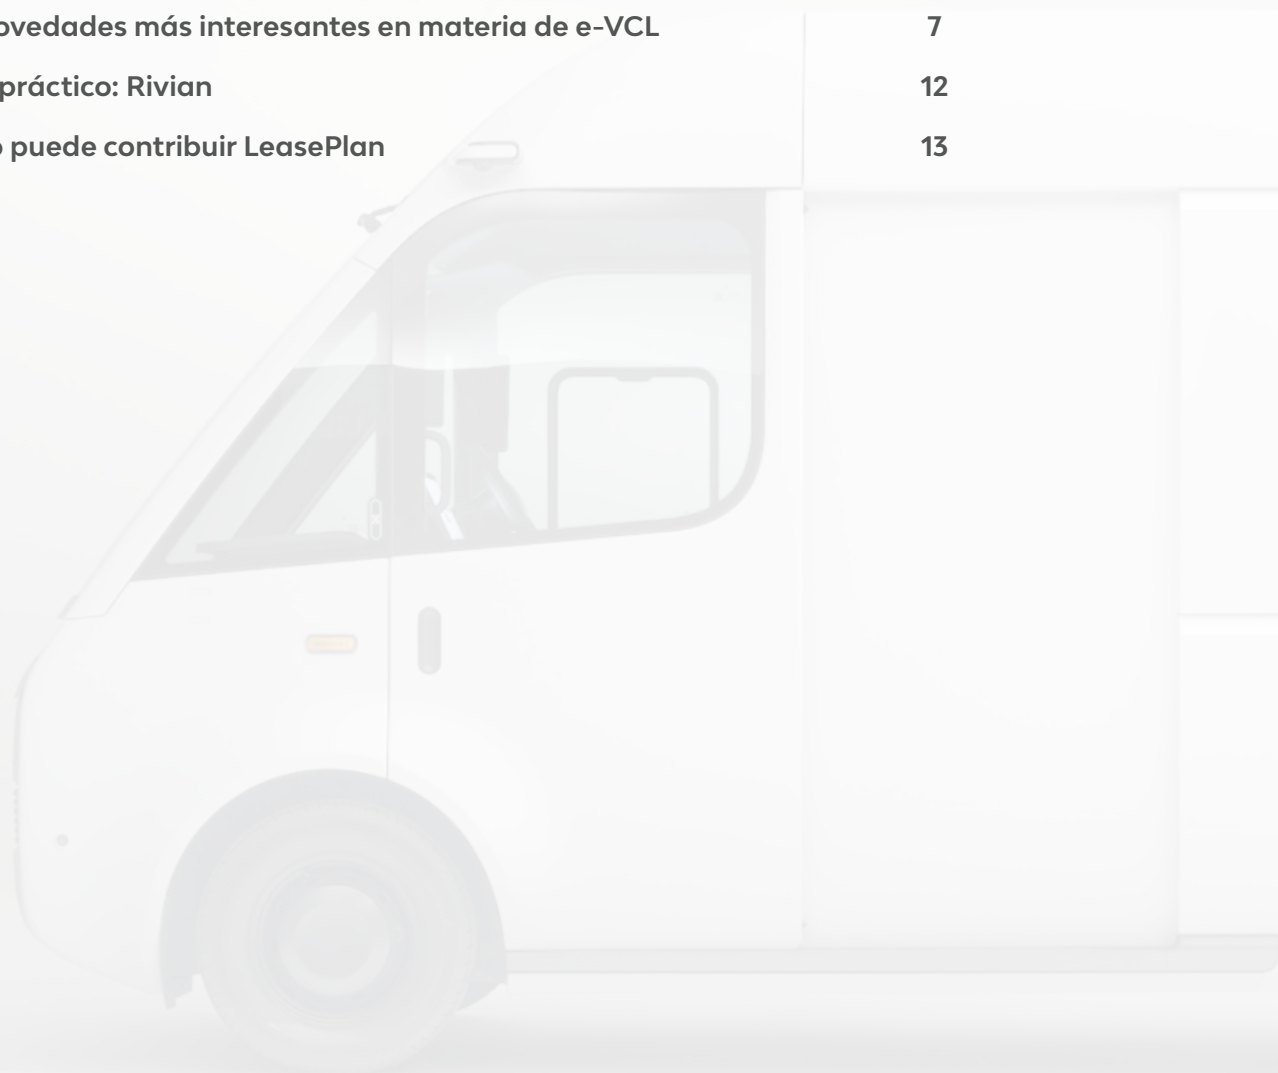 ovedades más interesantes en materia de e-VCL 7
práctico: Rivian 12
puede contribuir LeasePlan 13